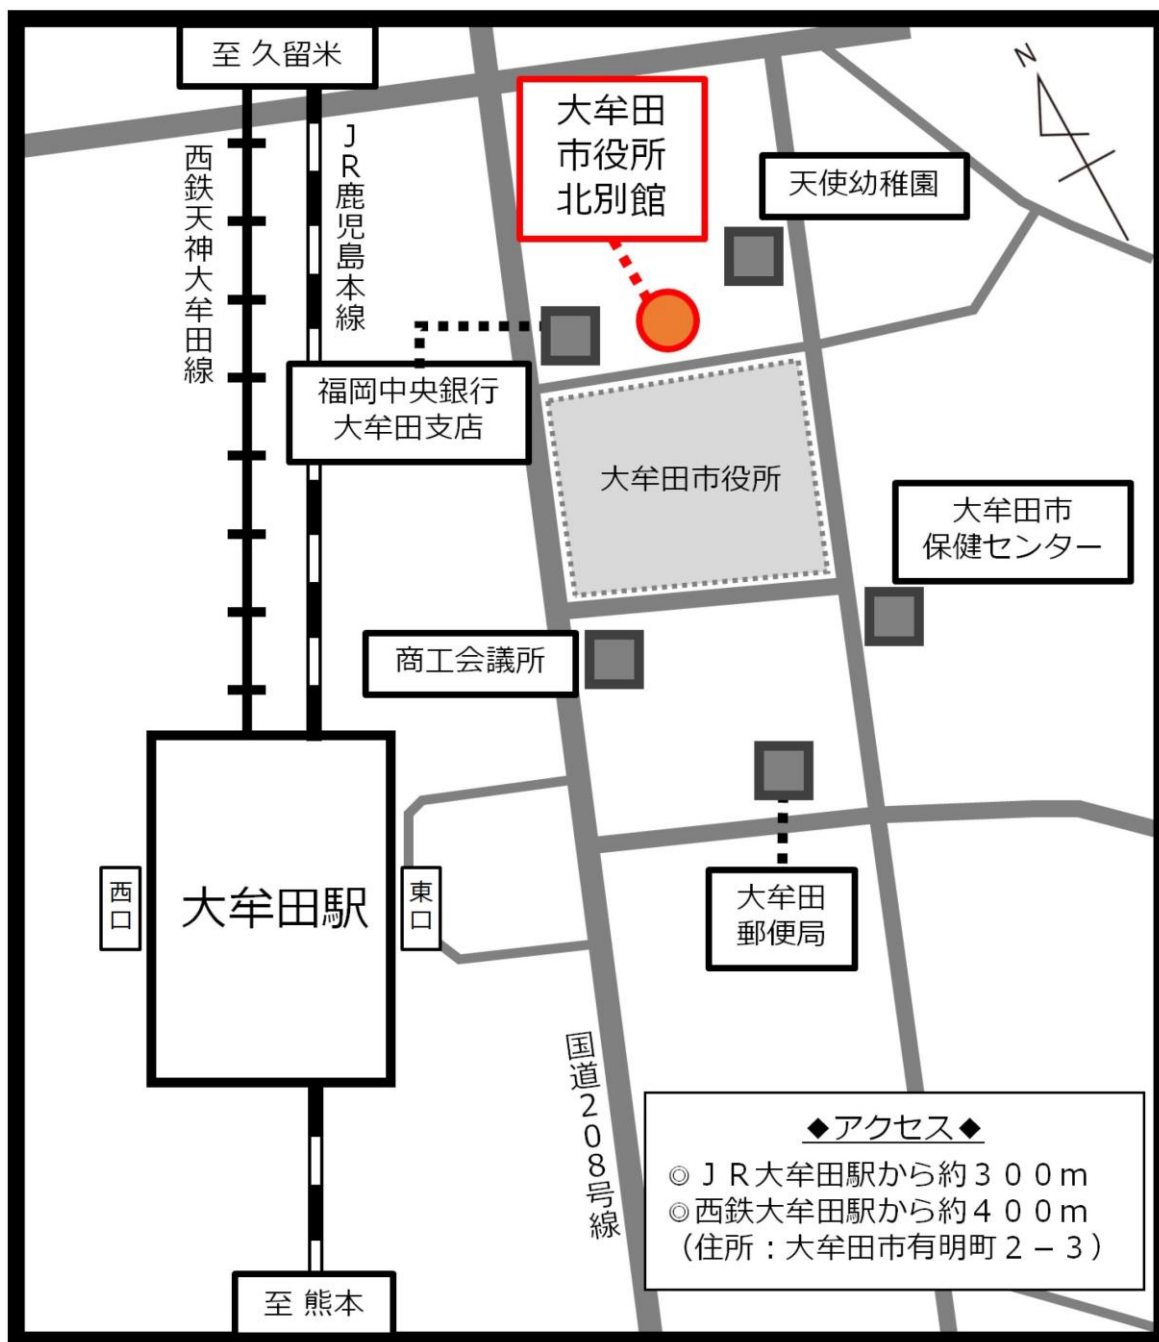 至 久留米
N
大牟田
市役所
北別館
天使幼稚園
西鉄天神大牟田線
ＪＲ鹿児島本線
福岡中央銀行
大牟田支店
大牟田市役所
大牟田市
保健センター
商工会議所
西口
大牟田駅
東口
大牟田
郵便局
国道２０８号線
◆アクセス◆
◎ＪＲ大牟田駅から約３００ｍ
◎西鉄大牟田駅から約４００ｍ
（住所：大牟田市有明町２－３）
至 熊本